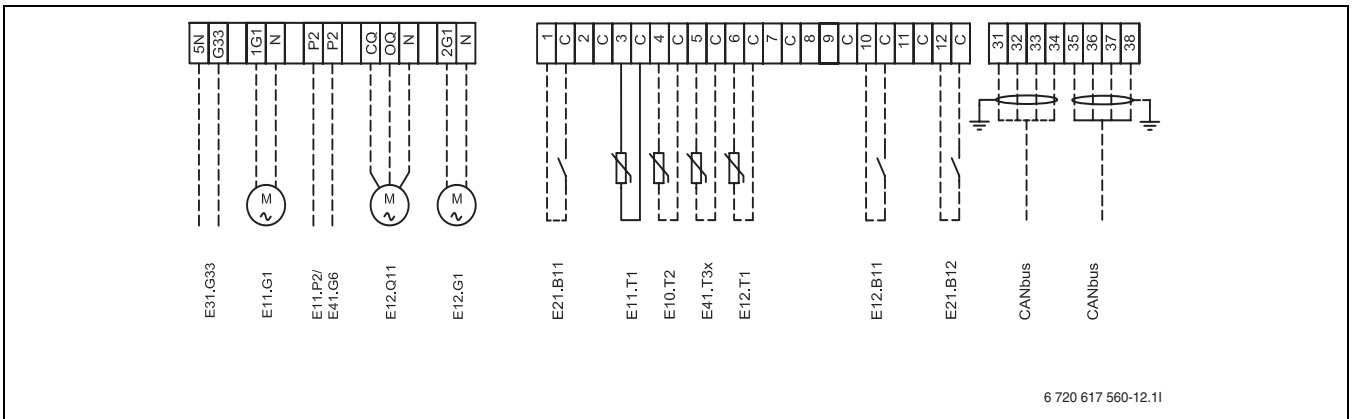 5N G33 1G1 N P2 P2 CQ OQ N 2G1 N
1 C 2 C 3 C 4 C 5 C 6 C 7 C 8 9 C 10 C 11 C 12 C
31 32 33 34 35 36 37 38
M
M
M
E31.G33
E11.G1
E11.P2/
E41.G6
E12.Q11
E12.G1
E21.B11
E11.T1
E10.T2
E41.T3x
E12.T1
E12.B11
E21.B12
CANbus
CANbus
6 720 617 560-12.1I